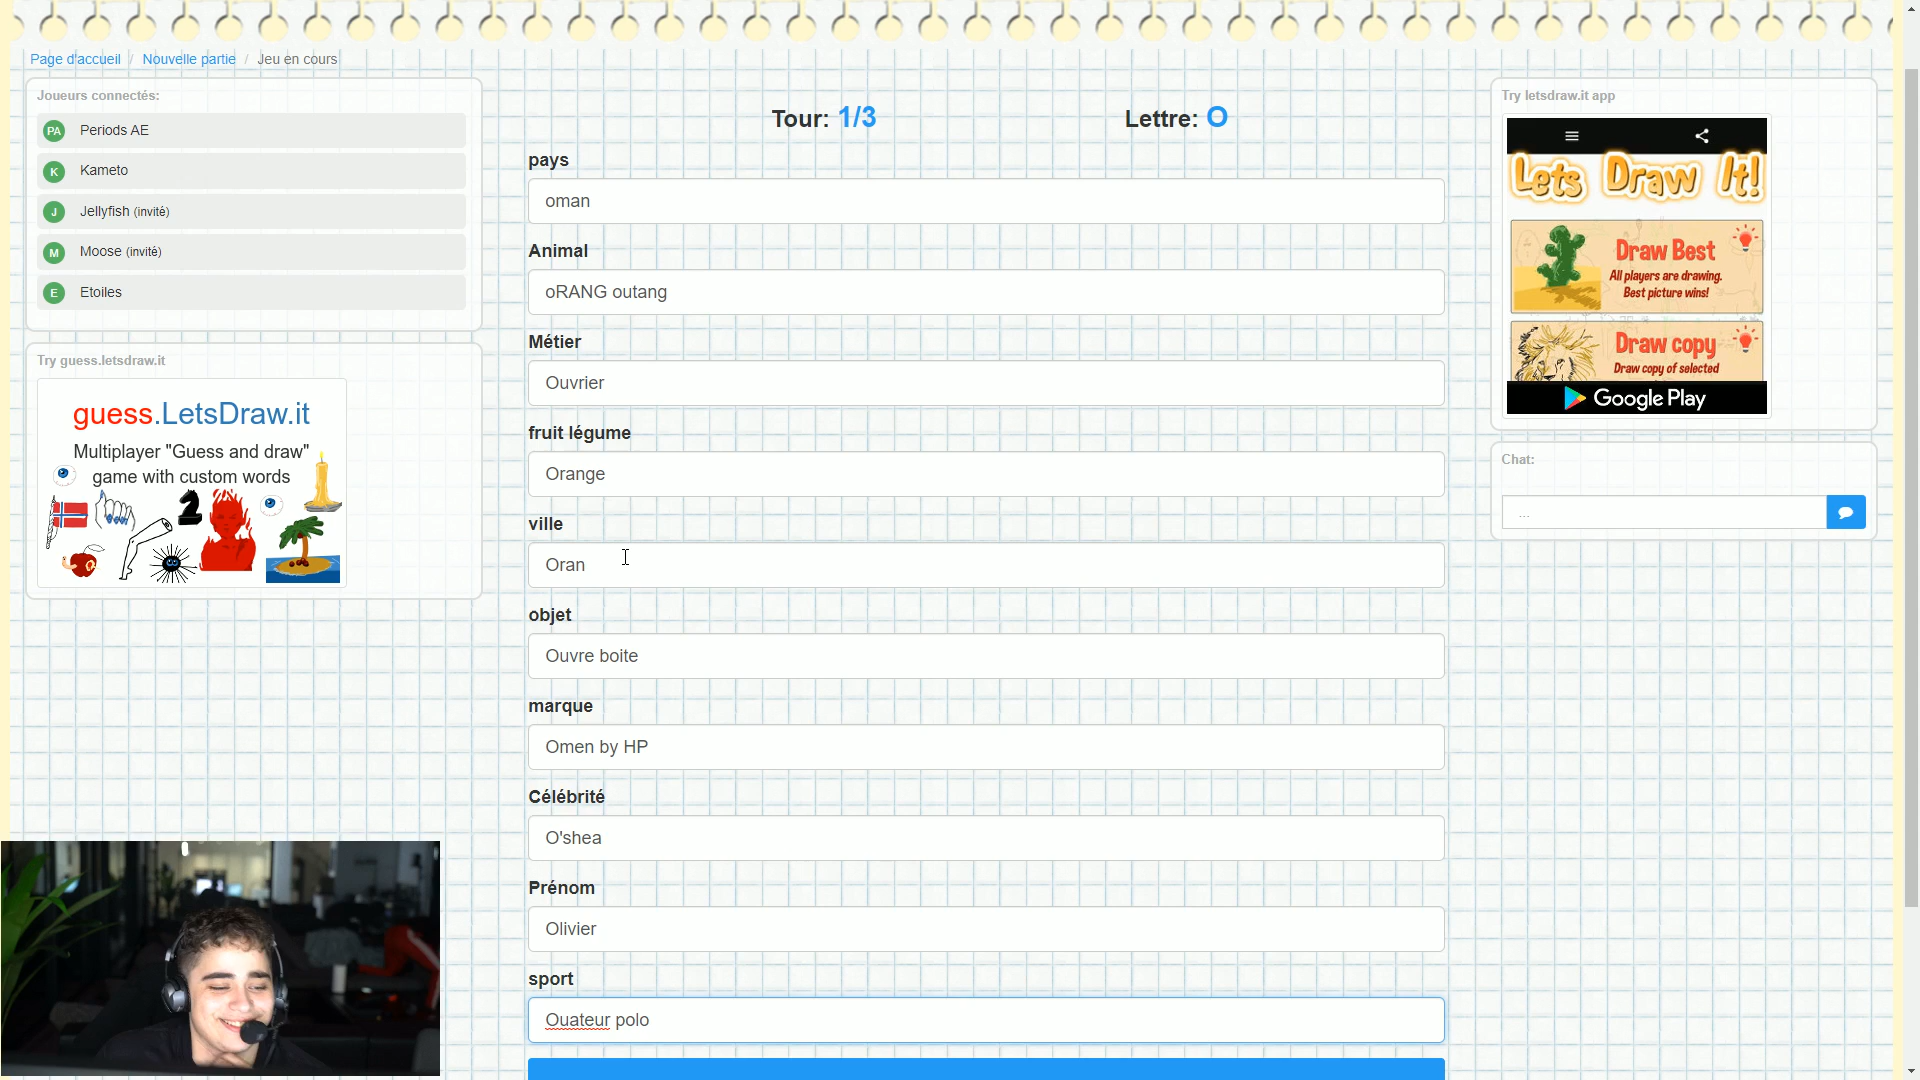 Page d'accueil / Nouvelle partie / Jeu en cours
Joueurs connectés:
PA Periods AE
K Kameto
J Jellyfish (invité)
M Moose (invité)
E Etoiles
Try guess.letsdraw.it
guess.LetsDraw.it
Multiplayer "Guess and draw"
game with custom words
Tour: 1/3
Lettre: O
pays
oman
Animal
oRANG outang
Métier
Ouvrier
fruit légume
Orange
ville
Oran
objet
Ouvre boite
marque
Omen by HP
Célébrité
O'shea
Prénom
Olivier
sport
Ouateur polo
Try letsdraw.it app
Lets Draw It!
Draw Best
All players are drawing.
Best picture wins!
Draw copy
Draw copy of selected
Google Play
Chat:
...